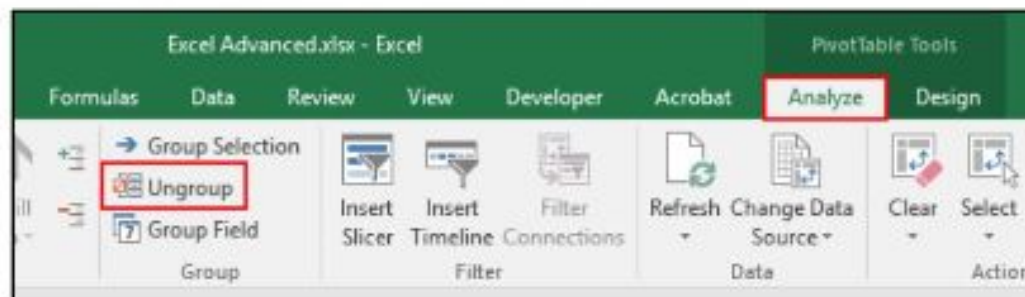 Excel Advanced.xlsx - Excel
PivotTable Tools
Formulas Data Review View Developer Acrobat Analyze Design
Group Selection
Ungroup
Group Field
Insert Slicer
Insert Timeline
Filter Connections
Refresh
Change Data Source
Clear
Select
Group
Filter
Data